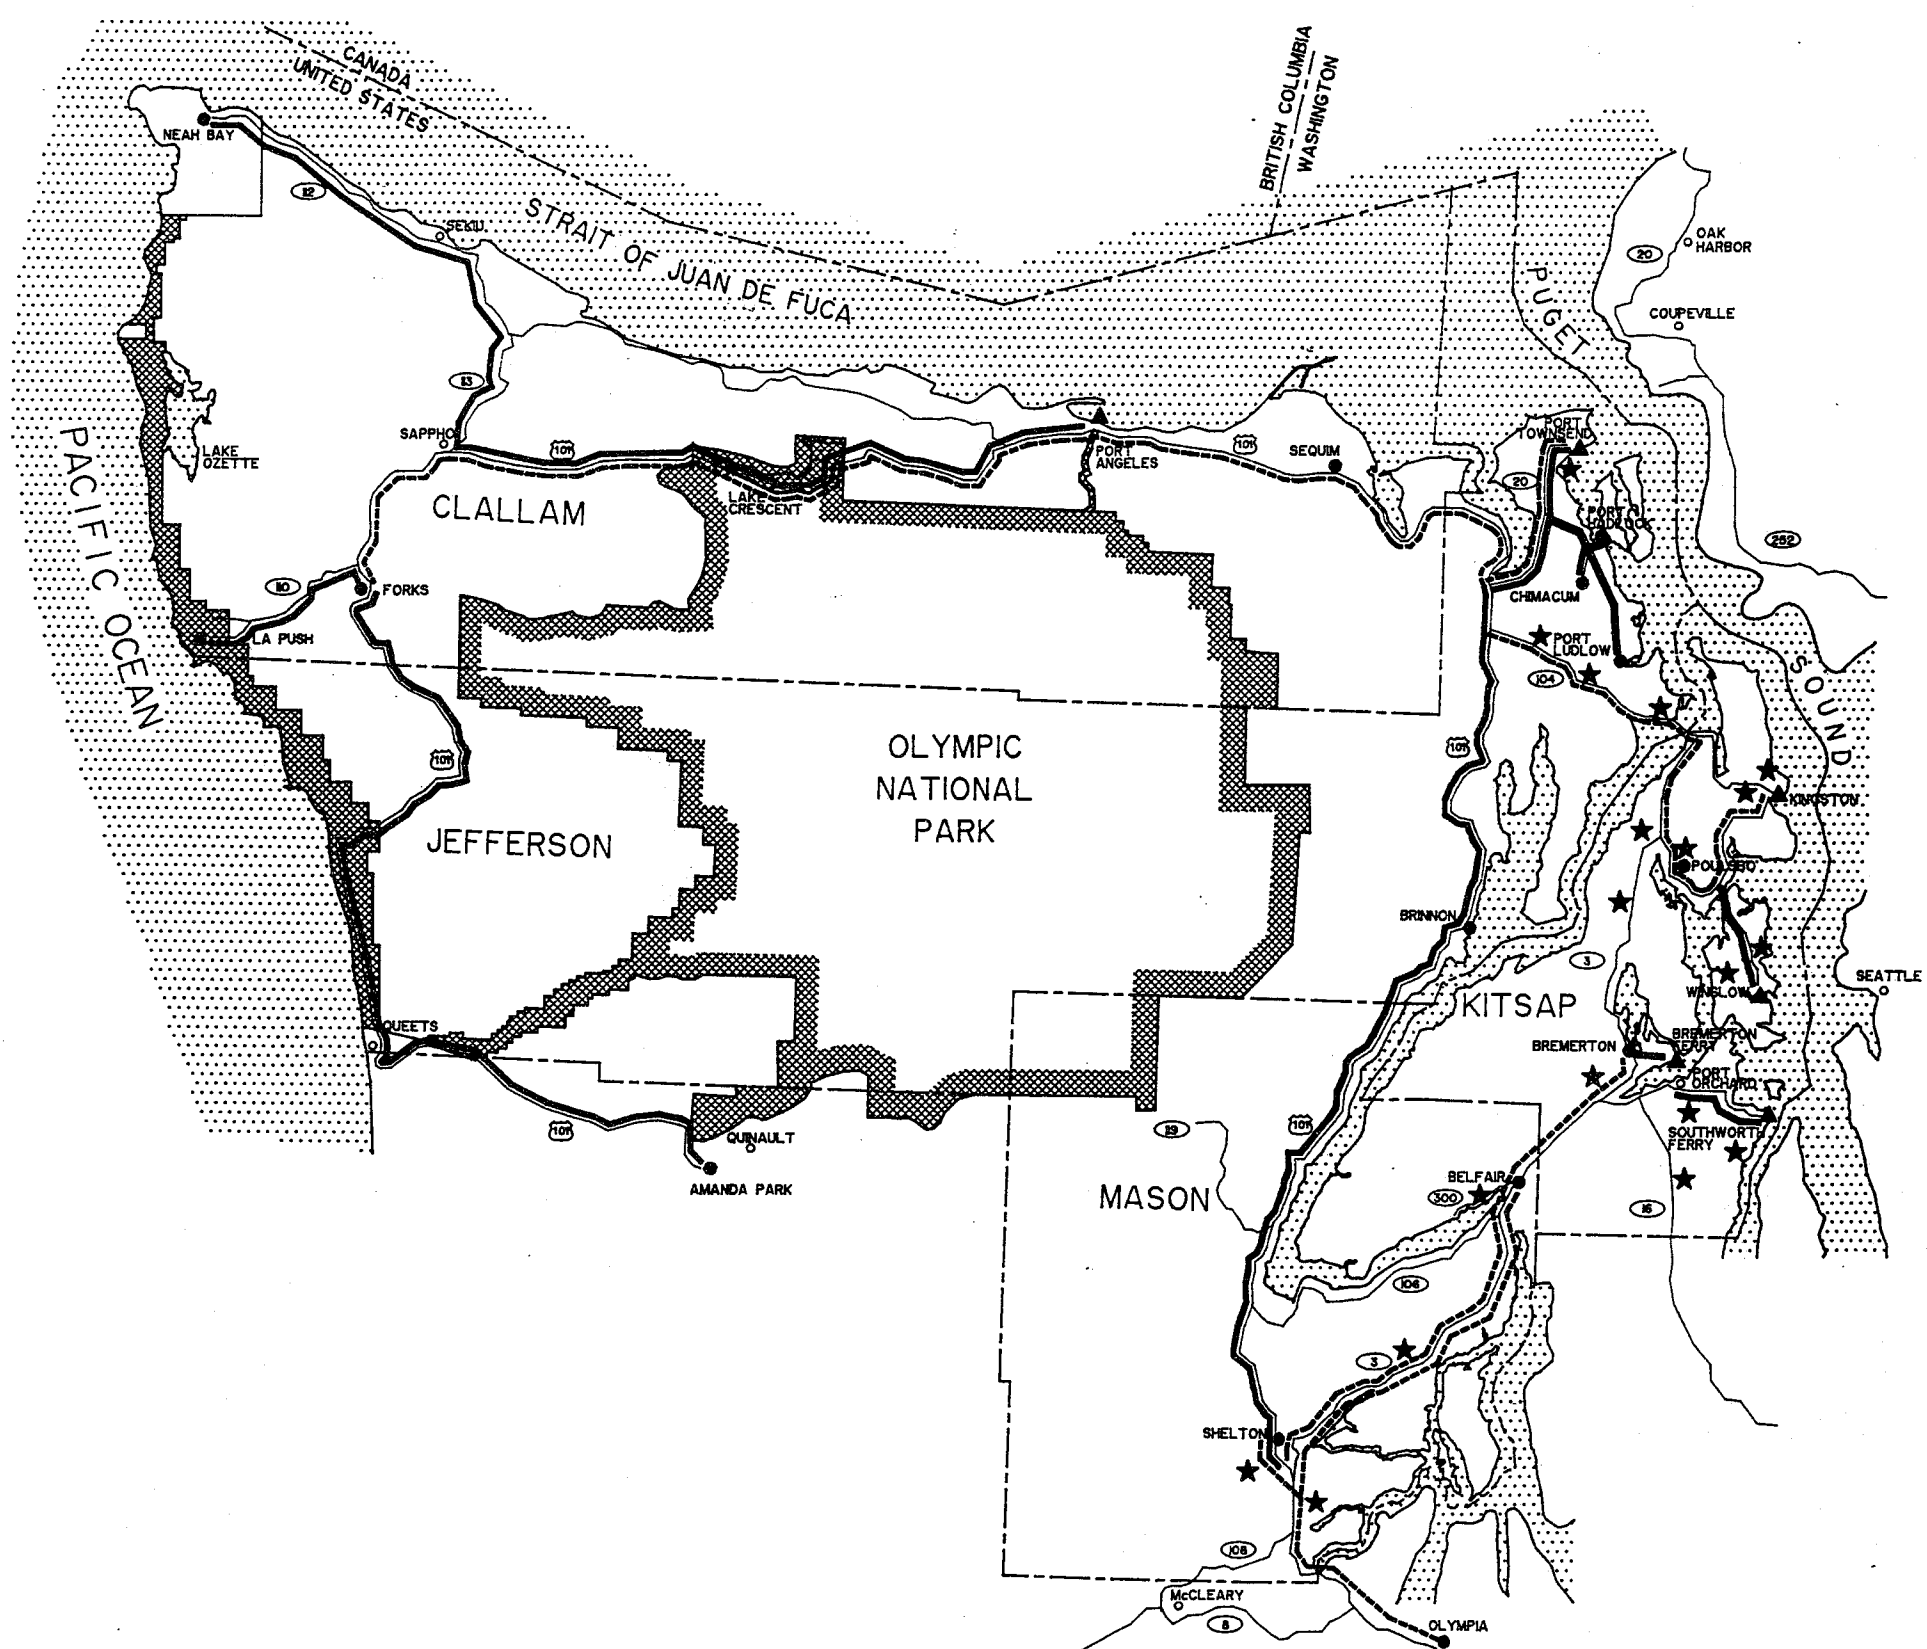 CANADA
UNITED STATES
BRITISH COLUMBIA
WASHINGTON
NEAH BAY
112
SEKIU
STRAIT OF JUAN DE FUCA
PUGET SOUND
20
OAK
HARBOR
COUPEVILLE
113
SAPPHO
101
LAKE
OZETTE
PACIFIC OCEAN
CLALLAM
LAKE
CRESCENT
PORT
ANGELES
101
SEQUIM
PORT
TOWNSEND
20
PORT
HADLOCK
252
110
FORKS
LA PUSH
CHIMACUM
PORT
LUDLOW
104
101
101
OLYMPIC
NATIONAL
PARK
JEFFERSON
KINGSTON
POULSBO
BRINNON
3
KITSAP
WINSLOW
SEATTLE
QUEETS
BREMERTON
BREMERTON
FERRY
PORT
ORCHARD
101
QUINAULT
AMANDA PARK
119
101
SOUTHWORTH
FERRY
MASON
BELFAIR
300
16
106
3
SHELTON
108
McCLEARY
8
OLYMPIA